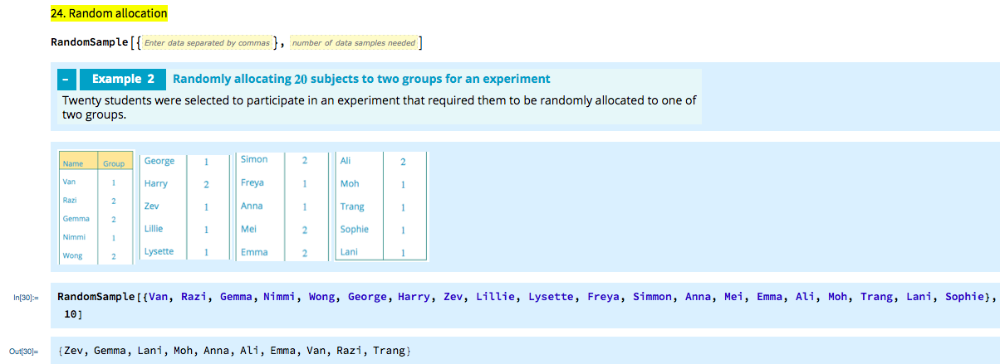 24. Random allocation
RandomSample[{Enter data separated by commas}, number of data samples needed]
– Example 2 Randomly allocating 20 subjects to two groups for an experiment
Twenty students were selected to participate in an experiment that required them to be randomly allocated to one of
two groups.
Name Group
Van 1
Razi 2
Gemma 2
Nimmi 1
Wong 2
George 1
Harry 2
Zev 1
Lillie 1
Lysette 1
Simon 2
Freya 1
Anna 1
Mei 2
Emma 2
Ali 2
Moh 1
Trang 1
Sophie 1
Lani 1
In[30]:= RandomSample[{Van, Razi, Gemma, Nimmi, Wong, George, Harry, Zev, Lillie, Lysette, Freya, Simmon, Anna, Mei, Emma, Ali, Moh, Trang, Lani, Sophie},
10]
Out[30]= {Zev, Gemma, Lani, Moh, Anna, Ali, Emma, Van, Razi, Trang}